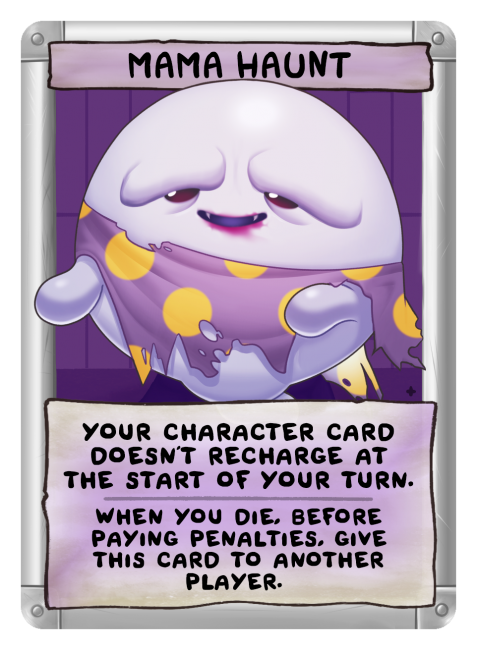 MAMA HAUNT
YOUR CHARACTER CARD
DOESN'T RECHARGE AT
THE START OF YOUR TURN.
WHEN YOU DIE, BEFORE
PAYING PENALTIES, GIVE
THIS CARD TO ANOTHER
PLAYER.